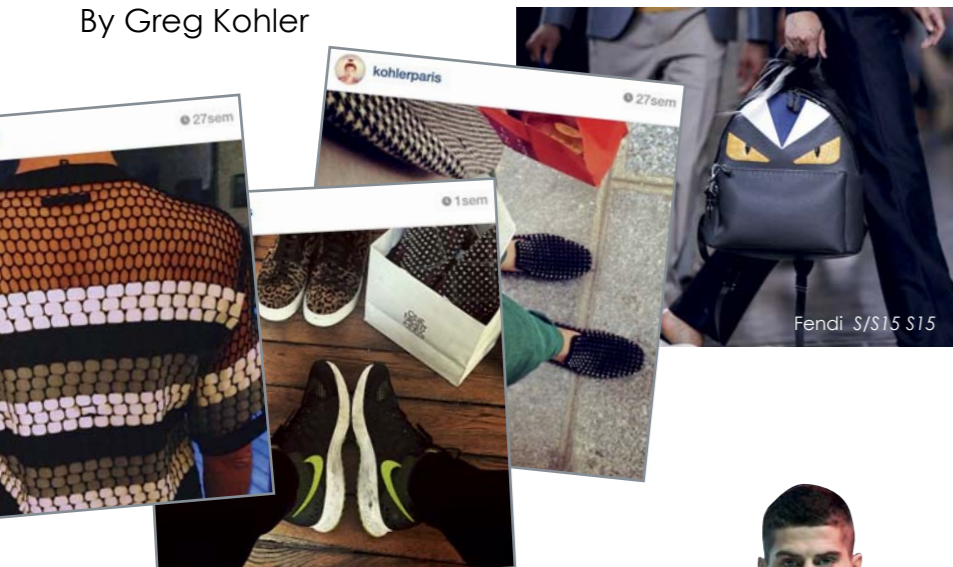 By Greg Kohler
kohlerparis
27sem
27sem
1sem
Fendi S/S15 S15